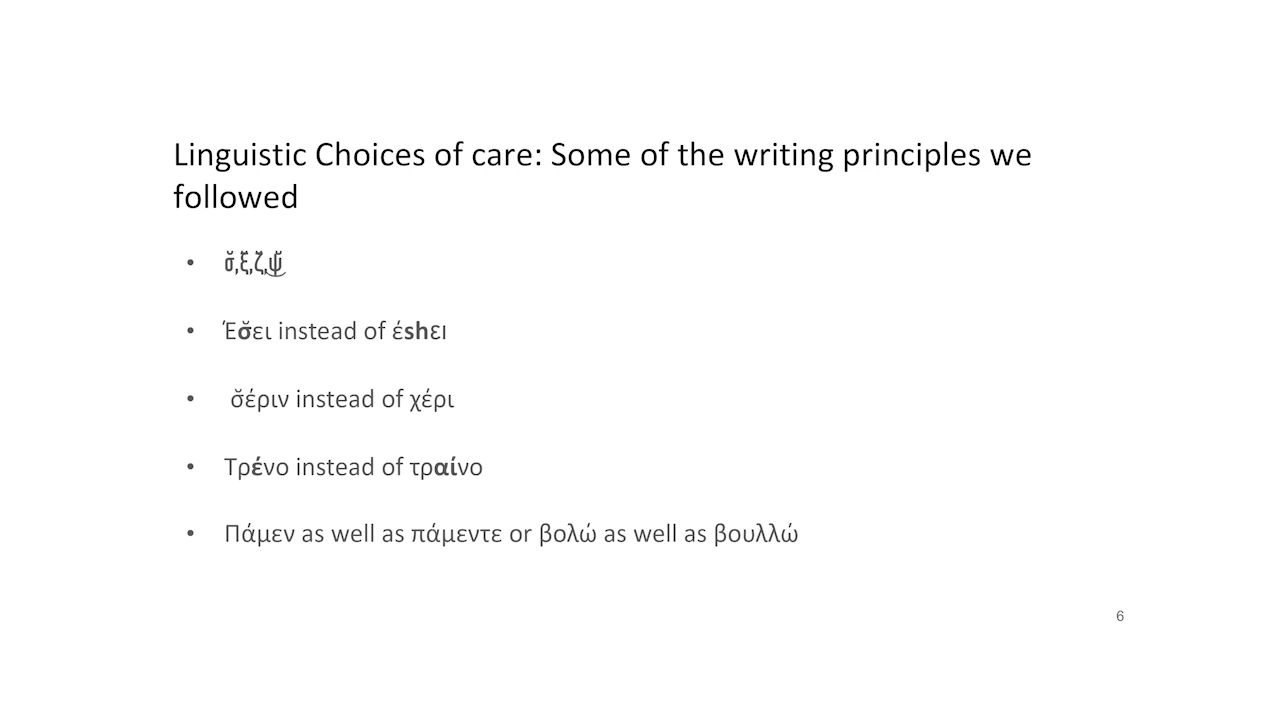 Linguistic Choices of care: Some of the writing principles we
followed
• σ̆,ξ̆,ζ̆,ψ̆
• Έσ̆ει instead of έshει
• σ̆έριν instead of χέρι
• Τρένο instead of τραίνο
• Πάμεν as well as πάμεντε or βολώ as well as βουλλώ
6